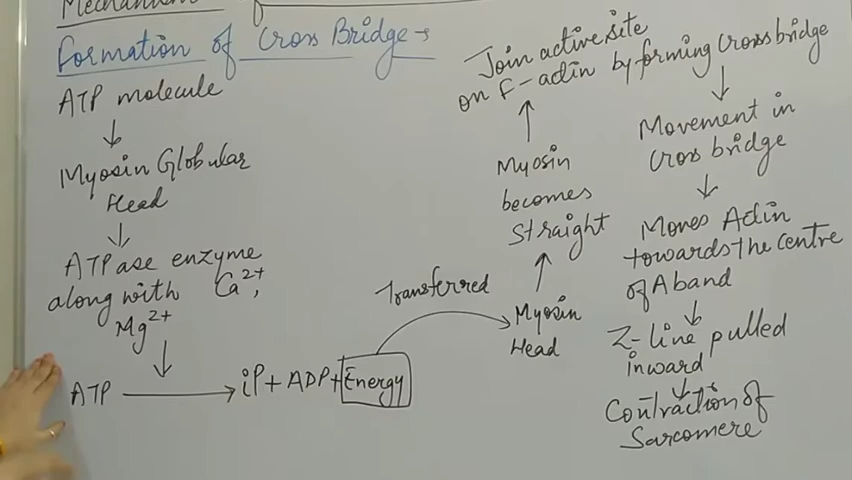 Mechanism
Formation of Cross Bridge→
ATP molecule
↓
Myosin Globular
Head
↓
ATPase enzyme
along with Ca²⁺,
Mg²⁺
↓
ATP → iP + ADP + Energy
Transferred
Myosin
Head
↑
Myosin
becomes
Straight
↑
Join active site
on F-actin by forming Cross bridge
↓
Movement in
Cross bridge
↓
Moves Actin
towards the centre
of A band
↓
Z-line pulled
inward
↓
Contraction of
Sarcomere